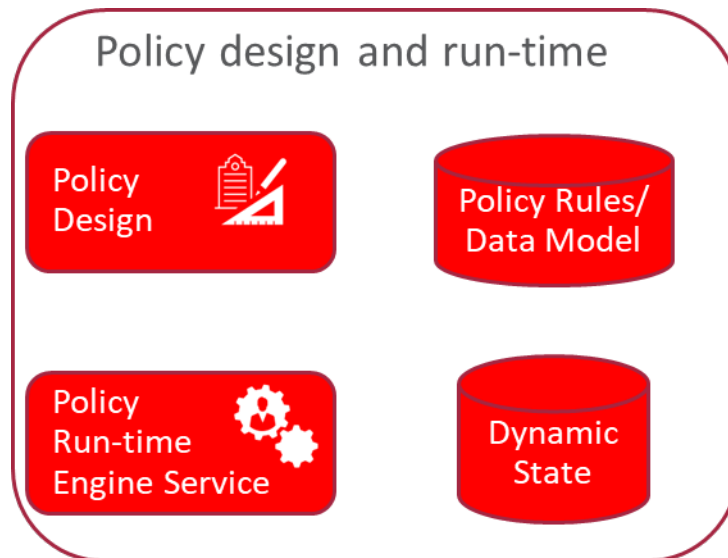 Policy design and run-time
Policy
Design
Policy Rules/
Data Model
Policy
Run-time
Engine Service
Dynamic
State